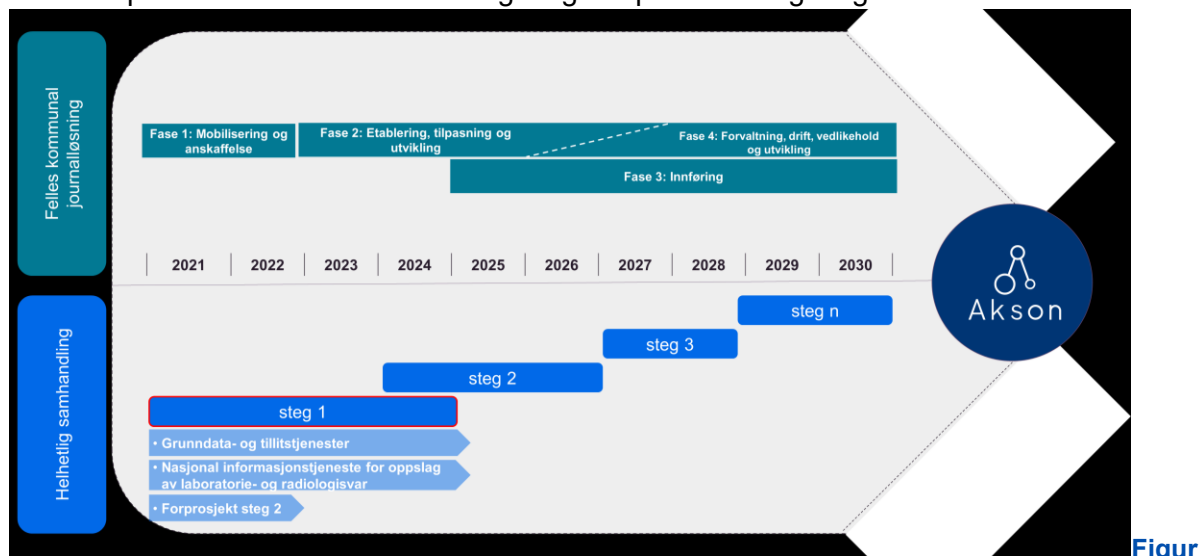 Felles kommunal
journalløsning
Fase 1: Mobilisering og
anskaffelse
Fase 2: Etablering, tilpasning og
utvikling
Fase 4: Forvaltning, drift, vedlikehold
og utvikling
Fase 3: Innføring
2021 2022 2023 2024 2025 2026 2027 2028 2029 2030
Akson
Helhetlig samhandling
steg n
steg 3
steg 2
steg 1
• Grunndata- og tillitstjenester
• Nasjonal informasjonstjeneste for oppslag
av laboratorie- og radiologisvar
• Forprosjekt steg 2
Figur